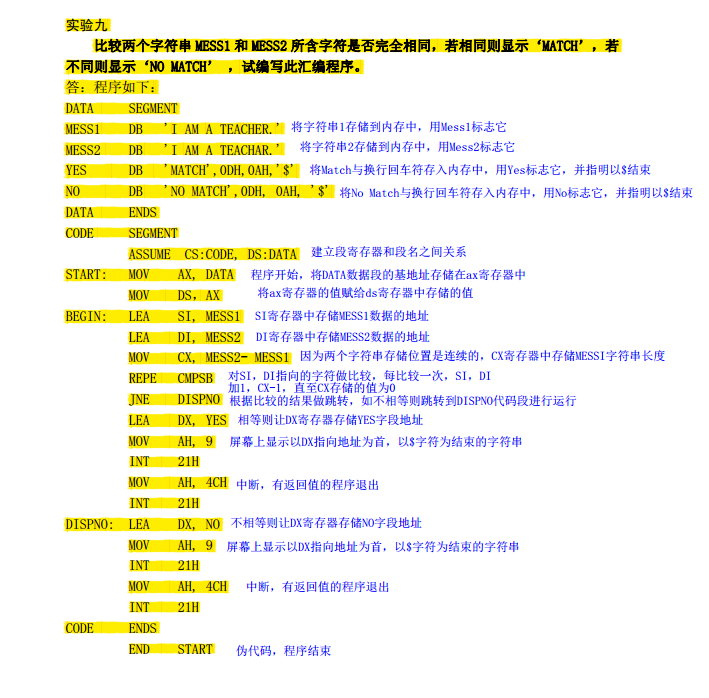 实验九
比较两个字符串 MESS1 和 MESS2 所含字符是否完全相同，若相同则显示‘MATCH’，若
不同则显示‘NO MATCH’，试编写此汇编程序。
答：程序如下：
DATA SEGMENT
MESS1 DB 'I AM A TEACHER.' 将字符串1存储到内存中，用Mess1标志它
MESS2 DB 'I AM A TEACHAR.' 将字符串2存储到内存中，用Mess2标志它
YES DB 'MATCH',0DH,0AH,'$' 将Match与换行回车符存入内存中，用Yes标志它，并指明以$结束
NO DB 'NO MATCH',0DH, 0AH, '$' 将No Match与换行回车符存入内存中，用No标志它，并指明以$结束
DATA ENDS
CODE SEGMENT
ASSUME CS:CODE, DS:DATA 建立段寄存器和段名之间关系
START: MOV AX, DATA 程序开始，将DATA数据段的基地址存储在ax寄存器中
MOV DS，AX 将ax寄存器的值赋给ds寄存器中存储的值
BEGIN: LEA SI, MESS1 SI寄存器中存储MESS1数据的地址
LEA DI, MESS2 DI寄存器中存储MESS2数据的地址
MOV CX, MESS2- MESS1 因为两个字符串存储位置是连续的，CX寄存器中存储MESS1字符串长度
REPE CMPSB 对SI，DI指向的字符做比较，每比较一次，SI，DI
加1，CX-1，直至CX存储的值为0
JNE DISPNO 根据比较的结果做跳转，如不相等则跳转到DISPNO代码段进行运行
LEA DX, YES 相等则让DX寄存器存储YES字段地址
MOV AH, 9 屏幕上显示以DX指向地址为首，以$字符为结束的字符串
INT 21H
MOV AH, 4CH 中断，有返回值的程序退出
INT 21H
DISPNO: LEA DX, NO 不相等则让DX寄存器存储NO字段地址
MOV AH, 9 屏幕上显示以DX指向地址为首，以$字符为结束的字符串
INT 21H
MOV AH, 4CH 中断，有返回值的程序退出
INT 21H
CODE ENDS
END START 伪代码，程序结束